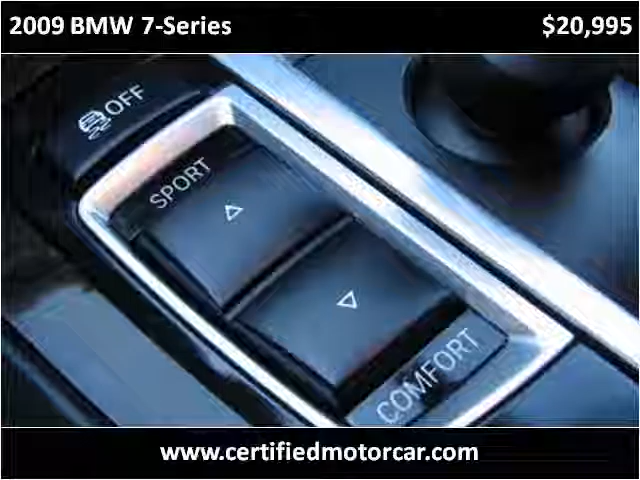 2009 BMW 7-Series $20,995
OFF
SPORT
COMFORT
www.certifiedmotorcar.com